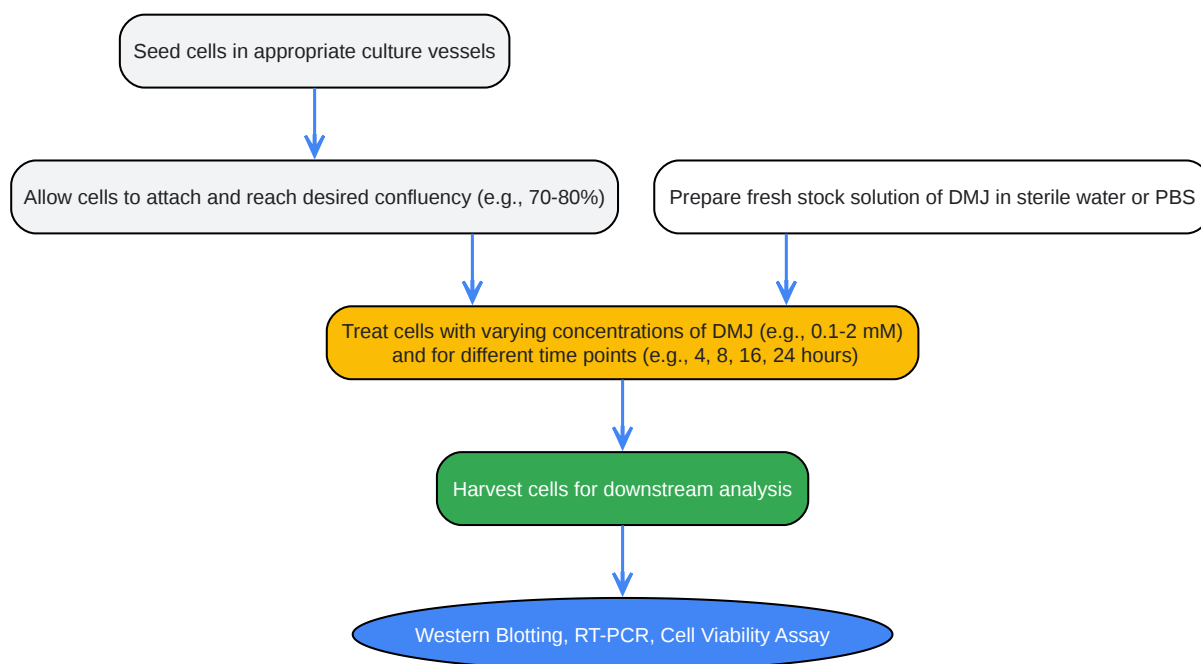 Seed cells in appropriate culture vessels
Allow cells to attach and reach desired confluency (e.g., 70-80%)
Prepare fresh stock solution of DMJ in sterile water or PBS
Treat cells with varying concentrations of DMJ (e.g., 0.1-2 mM)
and for different time points (e.g., 4, 8, 16, 24 hours)
Harvest cells for downstream analysis
Western Blotting, RT-PCR, Cell Viability Assay